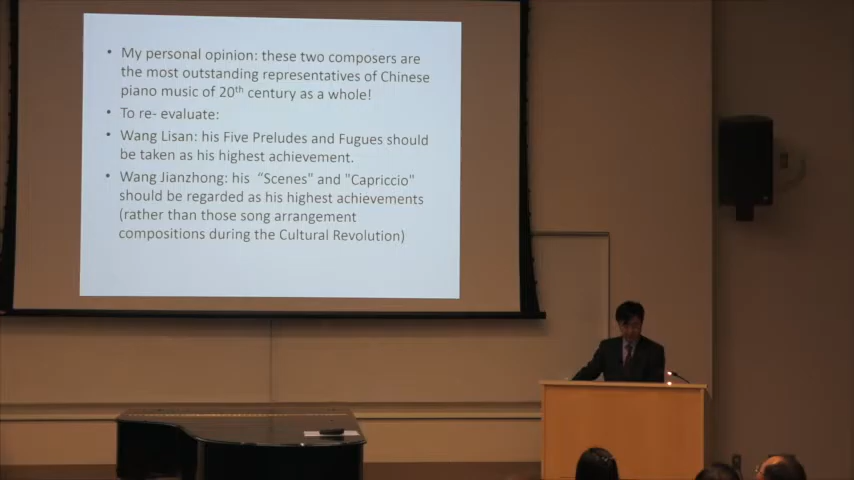 • My personal opinion: these two composers are
the most outstanding representatives of Chinese
piano music of 20th century as a whole!
• To re- evaluate:
• Wang Lisan: his Five Preludes and Fugues should
be taken as his highest achievement.
• Wang Jianzhong: his “Scenes" and "Capriccio"
should be regarded as his highest achievements
(rather than those song arrangement
compositions during the Cultural Revolution)